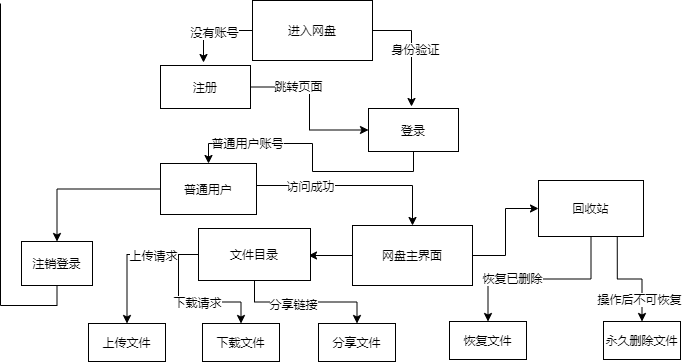 没有账号
进入网盘
身份验证
注册
跳转页面
登录
普通用户账号
普通用户
访问成功
回收站
注销登录
上传请求
文件目录
网盘主界面
恢复已删除
下载请求
分享链接
操作后不可恢复
上传文件
下载文件
分享文件
恢复文件
永久删除文件